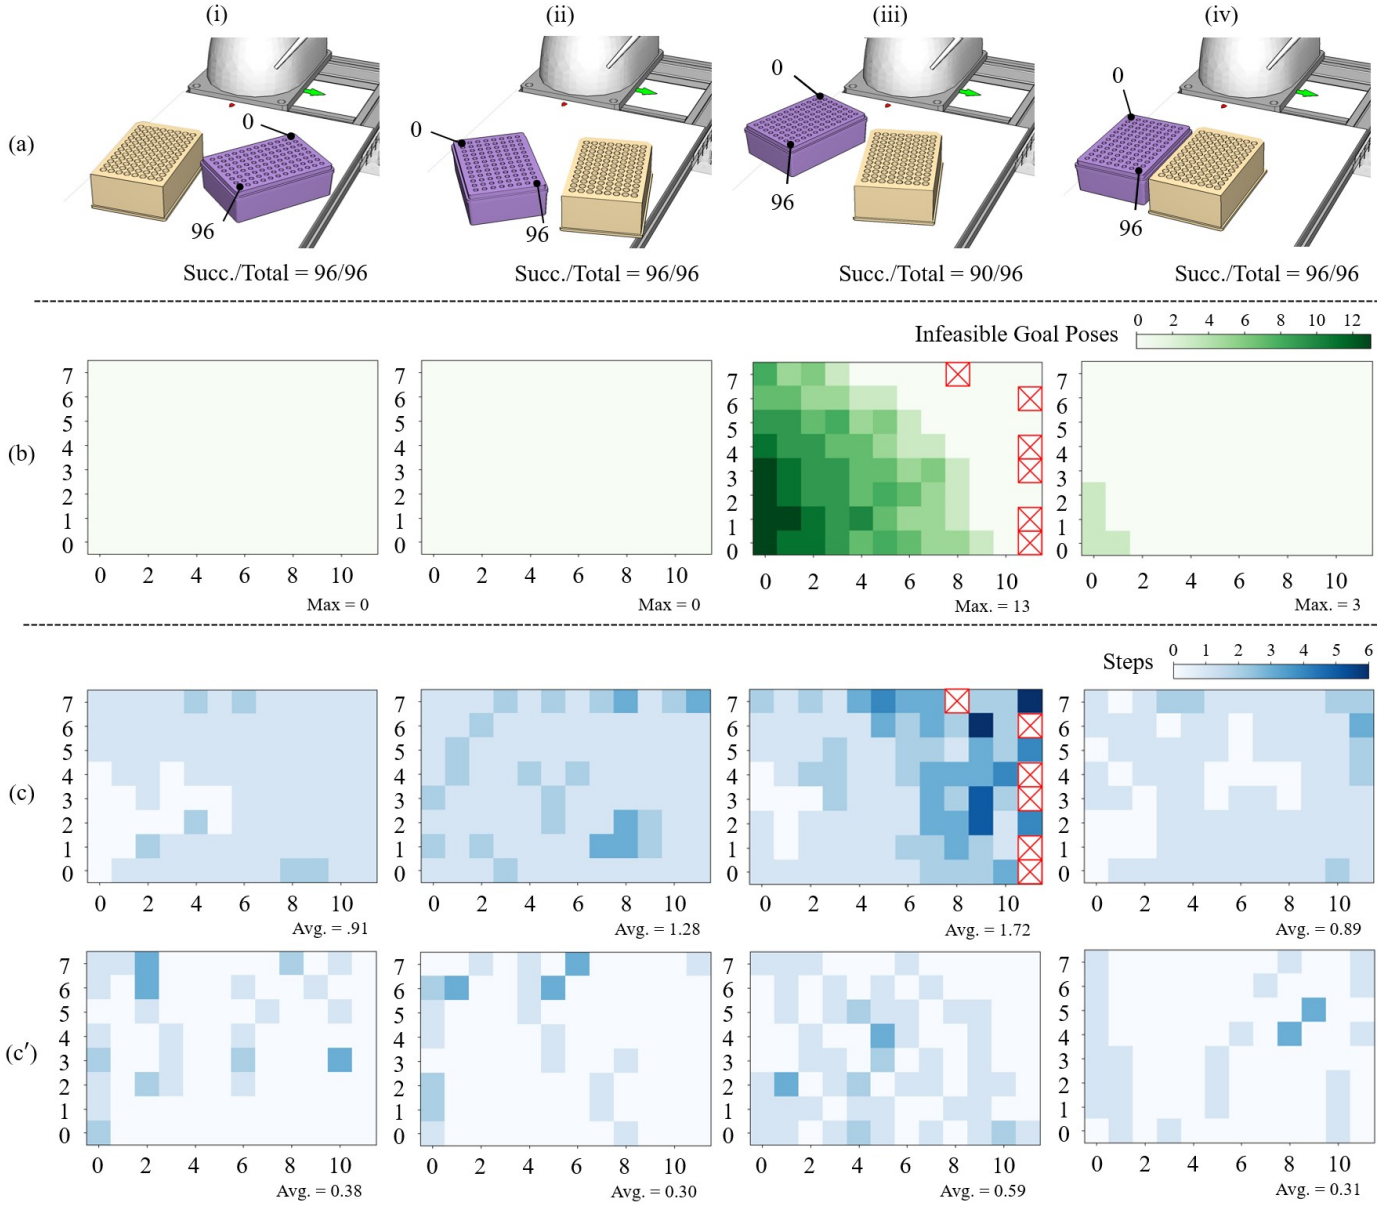 (i) (ii) (iii) (iv)
(a)
0 96
0 96
0 96
0 96
Succ./Total = 96/96 Succ./Total = 96/96 Succ./Total = 90/96 Succ./Total = 96/96
Infeasible Goal Poses 0 2 4 6 8 10 12
(b)
7 7 7 7
6 6 6 6
5 5 5 5
4 4 4 4
3 3 3 3
2 2 2 2
1 1 1 1
0 0 0 0
0 2 4 6 8 10 0 2 4 6 8 10 0 2 4 6 8 10 0 2 4 6 8 10
Max = 0 Max = 0 Max. = 13 Max. = 3
Steps 0 1 2 3 4 5 6
(c)
7 7 7 7
6 6 6 6
5 5 5 5
4 4 4 4
3 3 3 3
2 2 2 2
1 1 1 1
0 0 0 0
0 2 4 6 8 10 0 2 4 6 8 10 0 2 4 6 8 10 0 2 4 6 8 10
Avg. = .91 Avg. = 1.28 Avg. = 1.72 Avg. = 0.89
(c′)
7 7 7 7
6 6 6 6
5 5 5 5
4 4 4 4
3 3 3 3
2 2 2 2
1 1 1 1
0 0 0 0
0 2 4 6 8 10 0 2 4 6 8 10 0 2 4 6 8 10 0 2 4 6 8 10
Avg. = 0.38 Avg. = 0.30 Avg. = 0.59 Avg. = 0.31